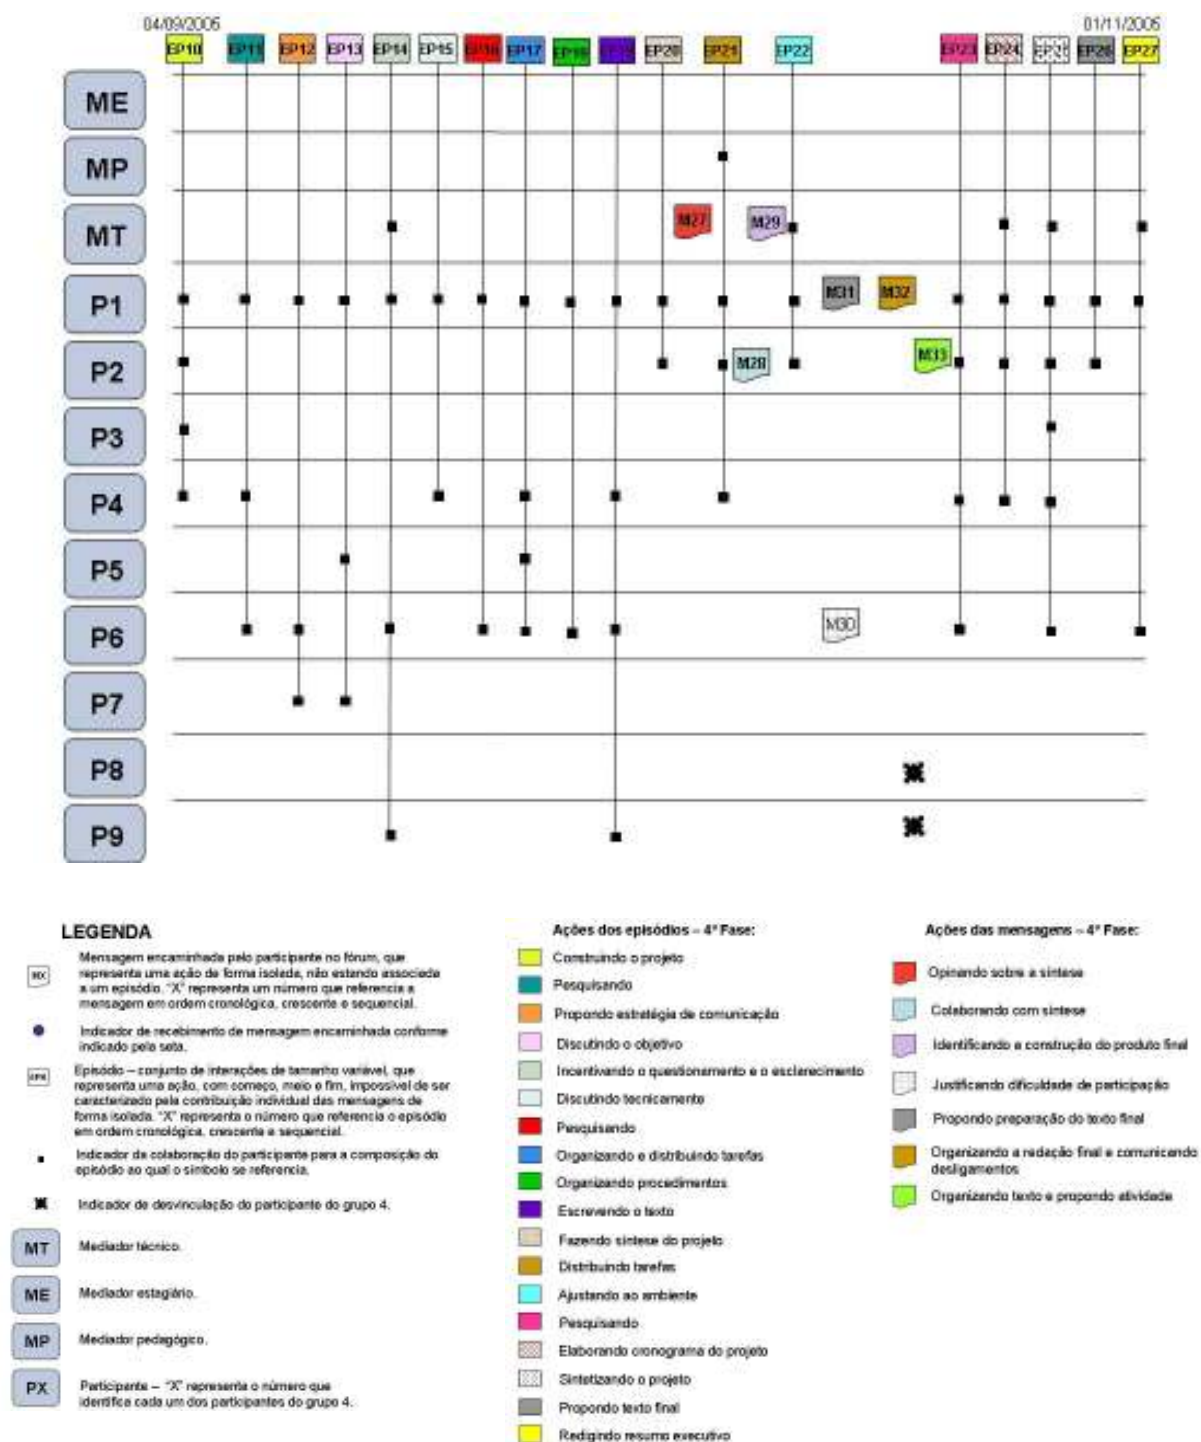 04/09/2005 01/11/2005
EP10 EP11 EP12 EP13 EP14 EP15 EP16 EP17 EP18 EP19 EP20 EP21 EP22 EP23 EP24 EP25 EP26 EP27
ME
MP
MT M27 M29
P1 M31 M32
P2 M28 M33
P3
P4
P5
P6 M30
P7
P8
P9
LEGENDA
MX Mensagem encaminhada pelo participante no fórum, que
representa uma ação de forma isolada, não estando associada
a um episódio. "X" representa um número que referencia a
mensagem em ordem cronológica, crescente e sequencial.
Indicador de recebimento de mensagem encaminhada conforme
indicado pela seta.
EPX Episódio – conjunto de interações de tamanho variável, que
representa uma ação, com começo, meio e fim, impossível de ser
caracterizado pela contribuição individual das mensagens de
forma isolada. "X" representa o número que referencia o episódio
em ordem cronológica, crescente e sequencial.
Indicador da colaboração do participante para a composição do
episódio ao qual o símbolo se referencia.
Indicador de desvinculação do participante do grupo 4.
MT Mediador técnico.
ME Mediador estagiário.
MP Mediador pedagógico.
PX Participante – "X" representa o número que
identifica cada um dos participantes do grupo 4.
Ações dos episódios – 4ª Fase:
Construindo o projeto
Pesquisando
Propondo estratégia de comunicação
Discutindo o objetivo
Incentivando o questionamento e o esclarecimento
Discutindo tecnicamente
Pesquisando
Organizando e distribuindo tarefas
Organizando procedimentos
Escrevendo o texto
Fazendo síntese do projeto
Distribuindo tarefas
Ajustando ao ambiente
Pesquisando
Elaborando cronograma do projeto
Sintetizando o projeto
Propondo texto final
Redigindo resumo executivo
Ações das mensagens – 4ª Fase:
Opinando sobre a síntese
Colaborando com síntese
Identificando a construção do produto final
Justificando dificuldade de participação
Propondo preparação do texto final
Organizando a redação final e comunicando
desligamentos
Organizando texto e propondo atividade